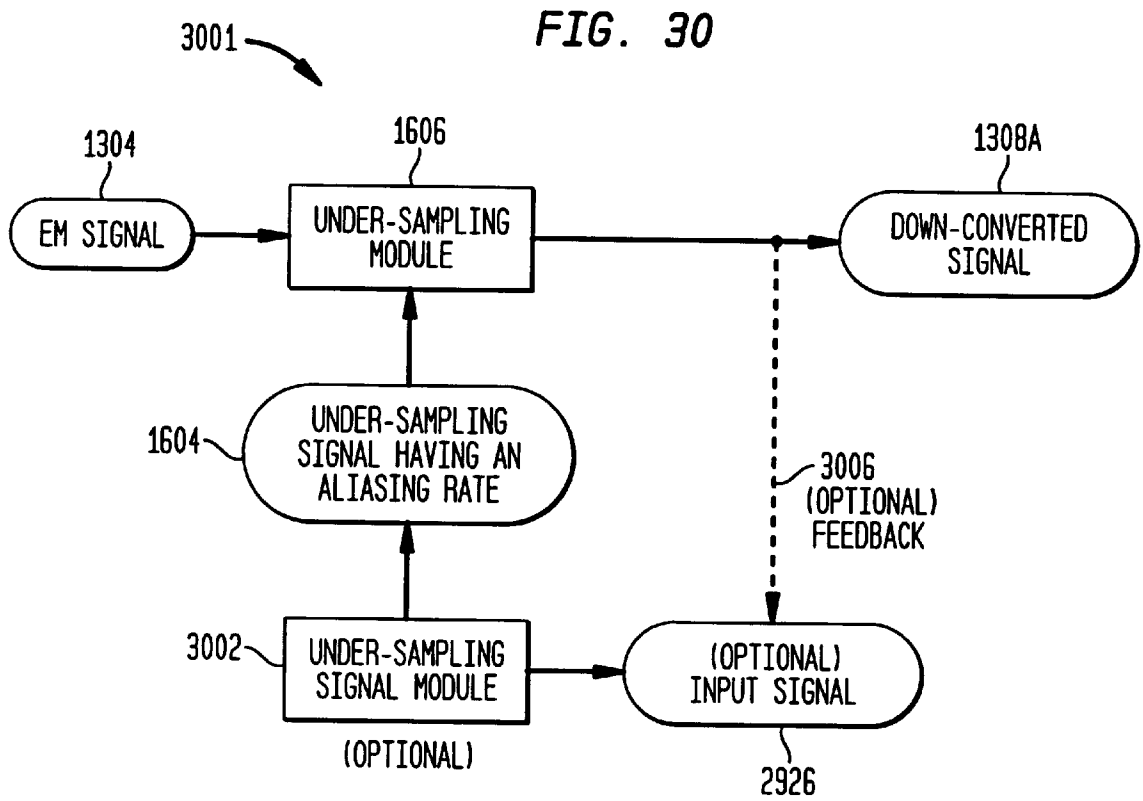 FIG. 30
3001
1304
EM SIGNAL
1606
UNDER-SAMPLING
MODULE
1308A
DOWN-CONVERTED
SIGNAL
1604
UNDER-SAMPLING
SIGNAL HAVING AN
ALIASING RATE
3006
(OPTIONAL)
FEEDBACK
3002
UNDER-SAMPLING
SIGNAL MODULE
(OPTIONAL)
(OPTIONAL)
INPUT SIGNAL
2926